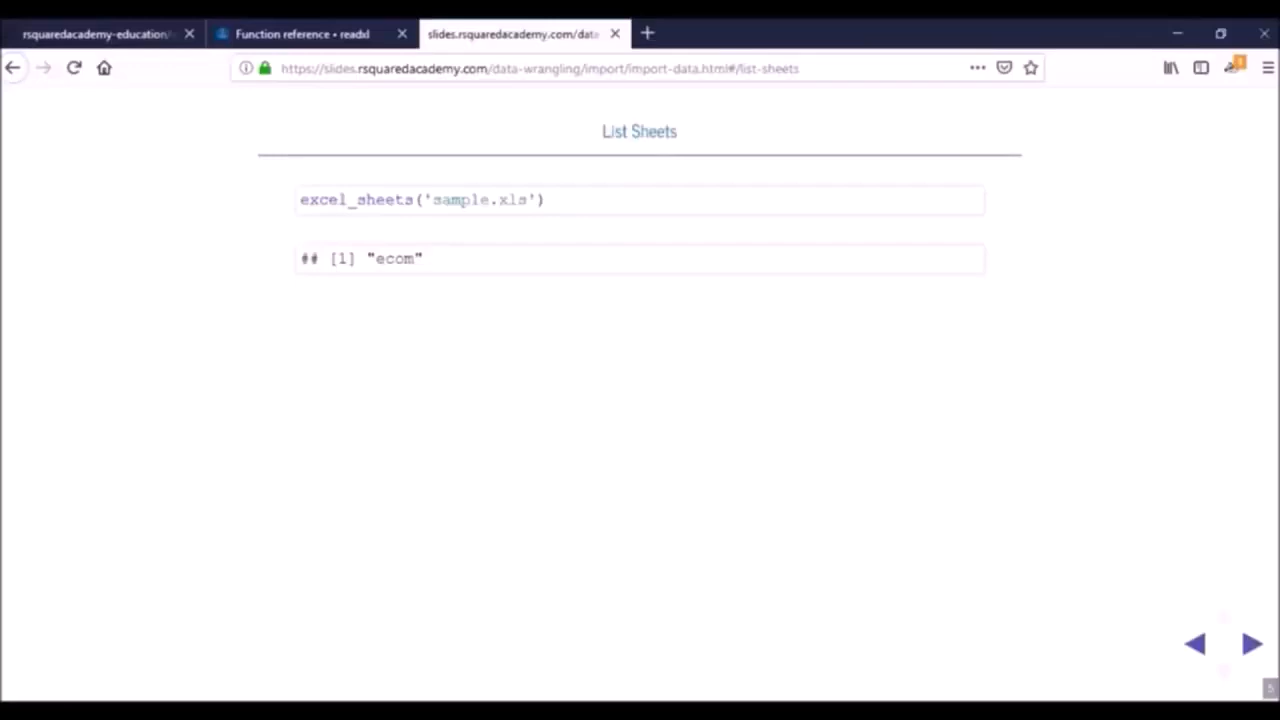 rsquaredacademy-education/
Function reference • readxl
slides.rsquaredacademy.com/data
https://slides.rsquaredacademy.com/data-wrangling/import/import-data.html#/list-sheets
List Sheets
excel_sheets('sample.xls')
## [1] "ecom"
5